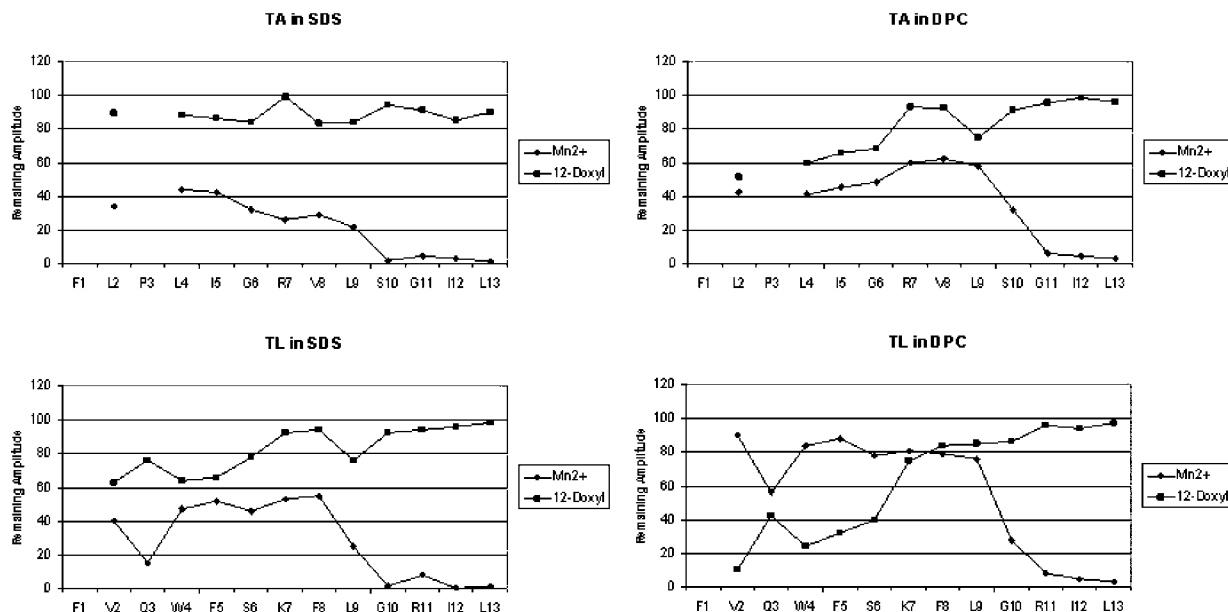 TA in SDS
120
100
80
60
40
20
0
Remaining Amplitude
F1 L2 P3 L4 I5 G6 R7 V8 L9 S10 G11 I12 L13
Mn2+
12-Doxyl
TA in DPC
120
100
80
60
40
20
0
Remaining Amplitude
F1 L2 P3 L4 I5 G6 R7 V8 L9 S10 G11 I12 L13
Mn2+
12-Doxyl
TL in SDS
120
100
80
60
40
20
0
Remaining Amplitude
F1 V2 Q3 W4 F5 S6 K7 F8 L9 G10 R11 I12 L13
Mn2+
12-Doxyl
TL in DPC
120
100
80
60
40
20
0
Remaining Amplitude
F1 V2 Q3 W4 F5 S6 K7 F8 L9 G10 R11 I12 L13
Mn2+
12-Doxyl